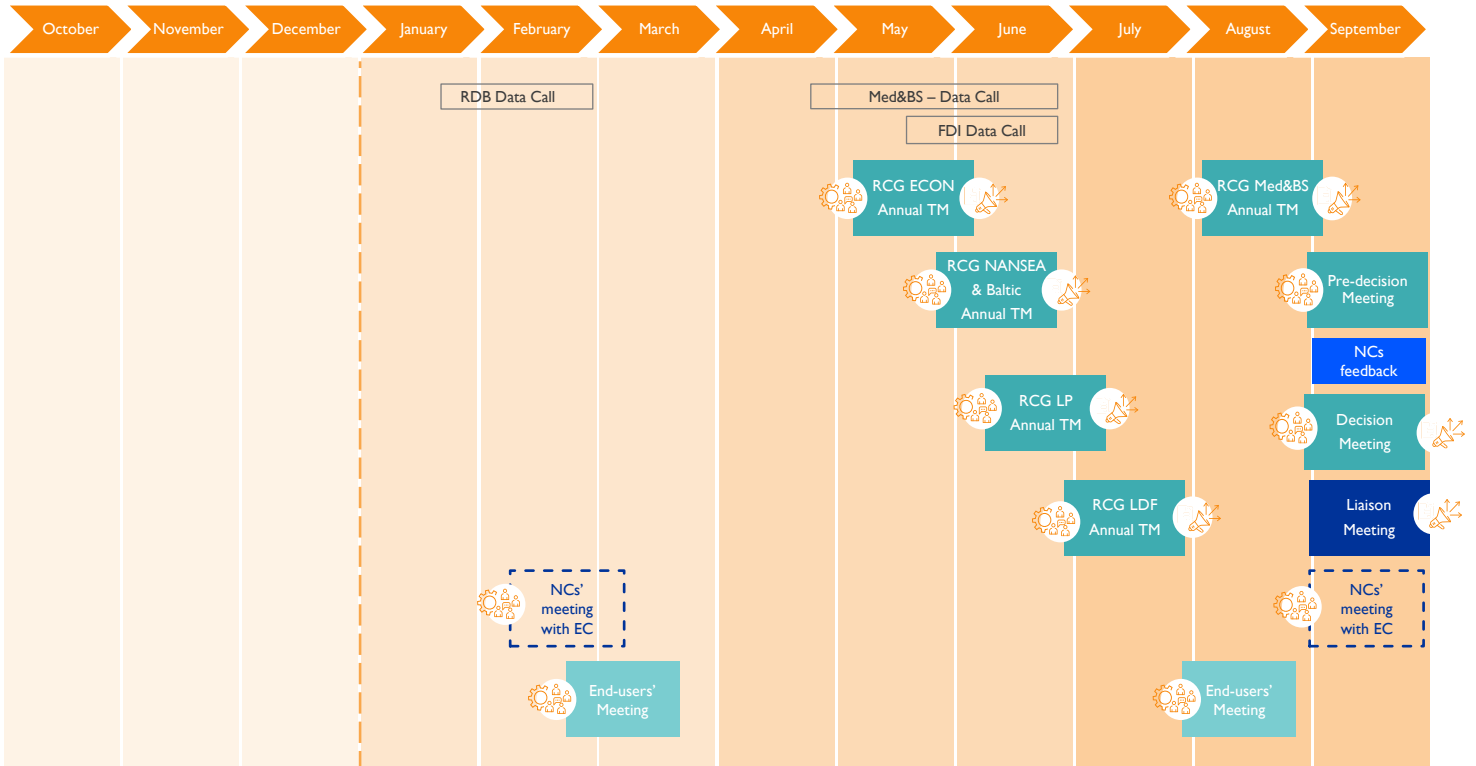 October
November
December
January
February
March
April
May
June
July
August
September
RDB Data Call
Med&BS – Data Call
FDI Data Call
RCG ECON
Annual TM
RCG Med&BS
Annual TM
RCG NANSEA
& Baltic
Annual TM
Pre-decision
Meeting
NCs
feedback
RCG LP
Annual TM
Decision
Meeting
RCG LDF
Annual TM
Liaison
Meeting
NCs’
meeting
with EC
NCs’
meeting
with EC
End-users’
Meeting
End-users’
Meeting